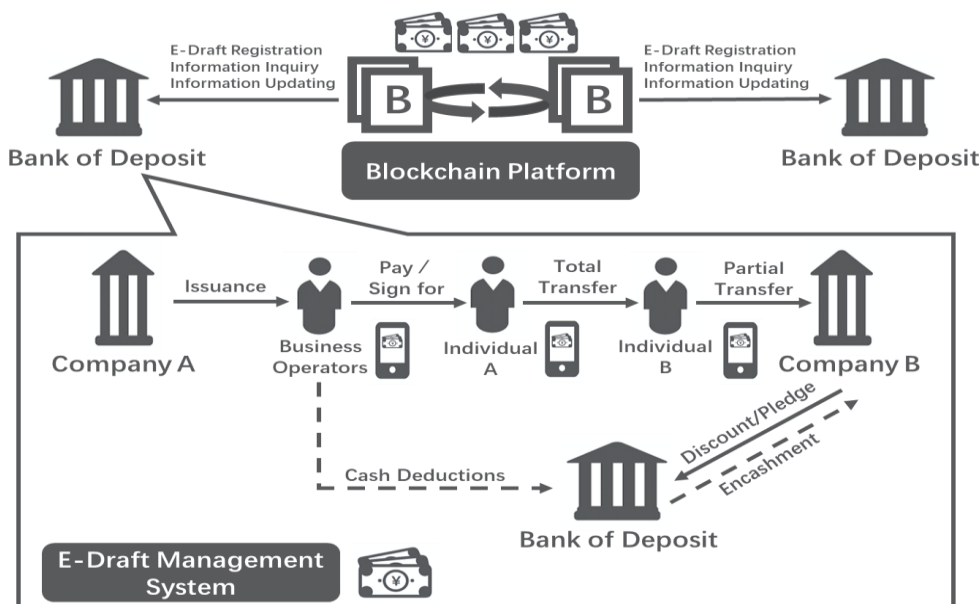 E-Draft Registration
Information Inquiry
Information Updating
E-Draft Registration
Information Inquiry
Information Updating
B
B
¥
¥
¥
Bank of Deposit
Blockchain Platform
Bank of Deposit
Issuance
Pay /
Sign for
Total
Transfer
Partial
Transfer
Company A
Business
Operators
Individual
A
Individual
B
Company B
Discount/Pledge
Encashment
Cash Deductions
Bank of Deposit
E-Draft Management
System
¥